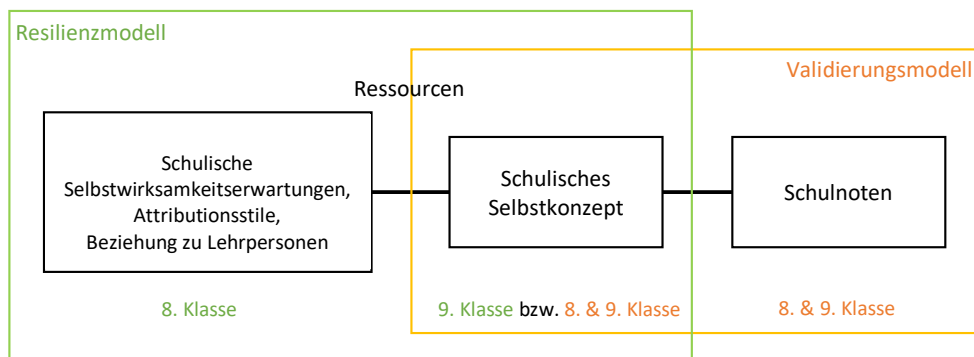 Resilienzmodell
Validierungsmodell
Ressourcen
Schulische
Selbstwirksamkeitserwartungen,
Attributionsstile,
Beziehung zu Lehrpersonen
Schulisches
Selbstkonzept
Schulnoten
8. Klasse
9. Klasse bzw. 8. & 9. Klasse
8. & 9. Klasse